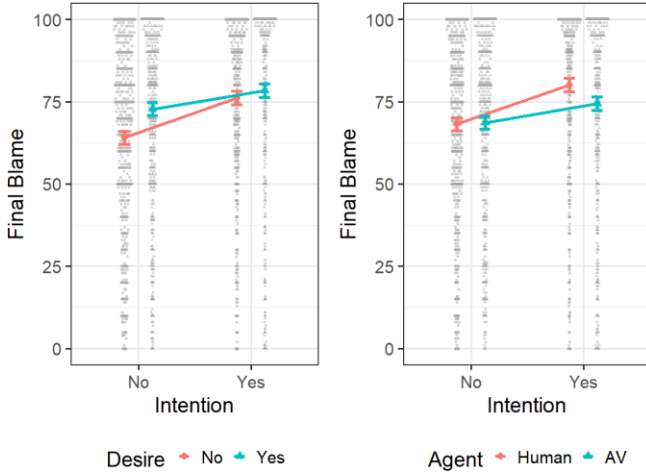 100
75
50
25
0
Final Blame
No Yes
Intention
Desire No Yes
100
75
50
25
0
Final Blame
No Yes
Intention
Agent Human AV